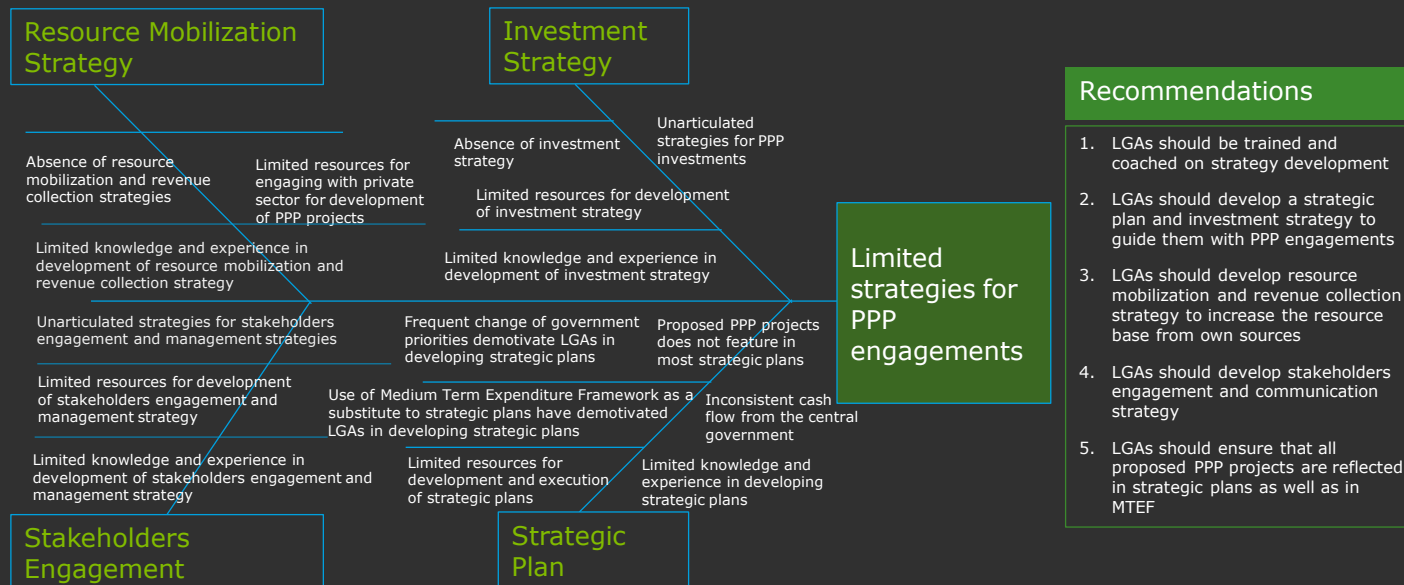 Resource Mobilization
Strategy
Investment
Strategy
Absence of resource
mobilization and revenue
collection strategies
Limited resources for
engaging with private
sector for development
of PPP projects
Limited knowledge and experience in
development of resource mobilization and
revenue collection strategy
Absence of investment
strategy
Unarticulated
strategies for PPP
investments
Limited resources for development
of investment strategy
Limited knowledge and experience in
development of investment strategy
Limited
strategies for
PPP
engagements
Unarticulated strategies for stakeholders
engagement and management strategies
Limited resources for development
of stakeholders engagement and
management strategy
Limited knowledge and experience in
development of stakeholders engagement and
management strategy
Frequent change of government
priorities demotivate LGAs in
developing strategic plans
Proposed PPP projects
does not feature in
most strategic plans
Use of Medium Term Expenditure Framework as a
substitute to strategic plans have demotivated
LGAs in developing strategic plans
Inconsistent cash
flow from the central
government
Limited resources for
development and execution
of strategic plans
Limited knowledge and
experience in developing
strategic plans
Stakeholders
Engagement
Strategic
Plan
Recommendations
1. LGAs should be trained and
coached on strategy development
2. LGAs should develop a strategic
plan and investment strategy to
guide them with PPP engagements
3. LGAs should develop resource
mobilization and revenue collection
strategy to increase the resource
base from own sources
4. LGAs should develop stakeholders
engagement and communication
strategy
5. LGAs should ensure that all
proposed PPP projects are reflected
in strategic plans as well as in
MTEF